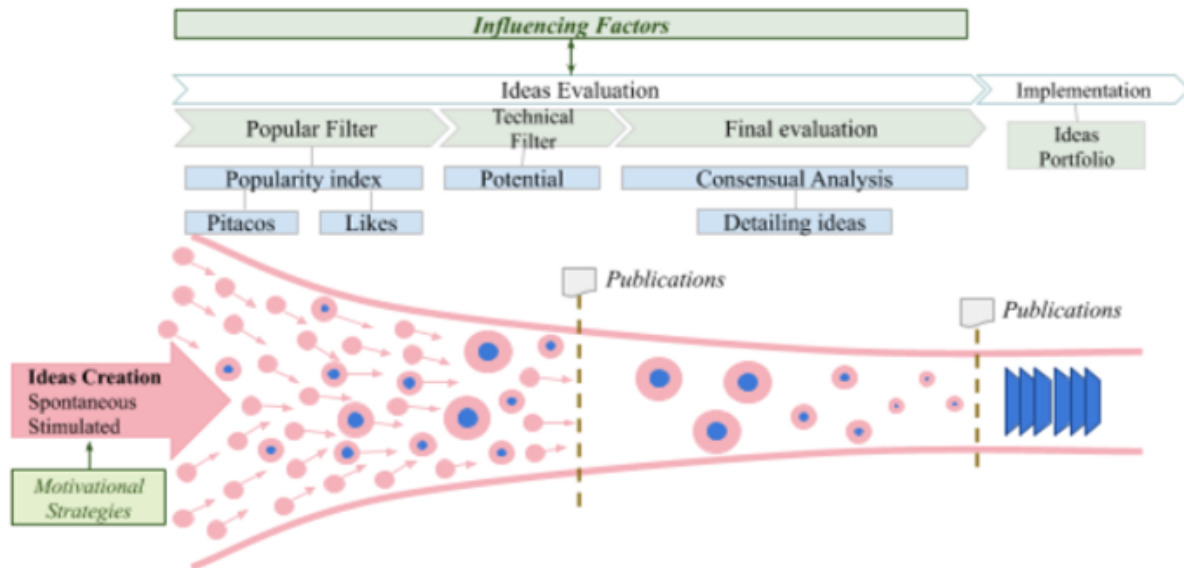 Influencing Factors
Ideas Evaluation
Implementation
Popular Filter
Technical
Filter
Final evaluation
Ideas
Portfolio
Popularity index
Potential
Consensual Analysis
Pitacos
Likes
Detailing ideas
Publications
Publications
Ideas Creation
Spontaneous
Stimulated
Motivational
Strategies